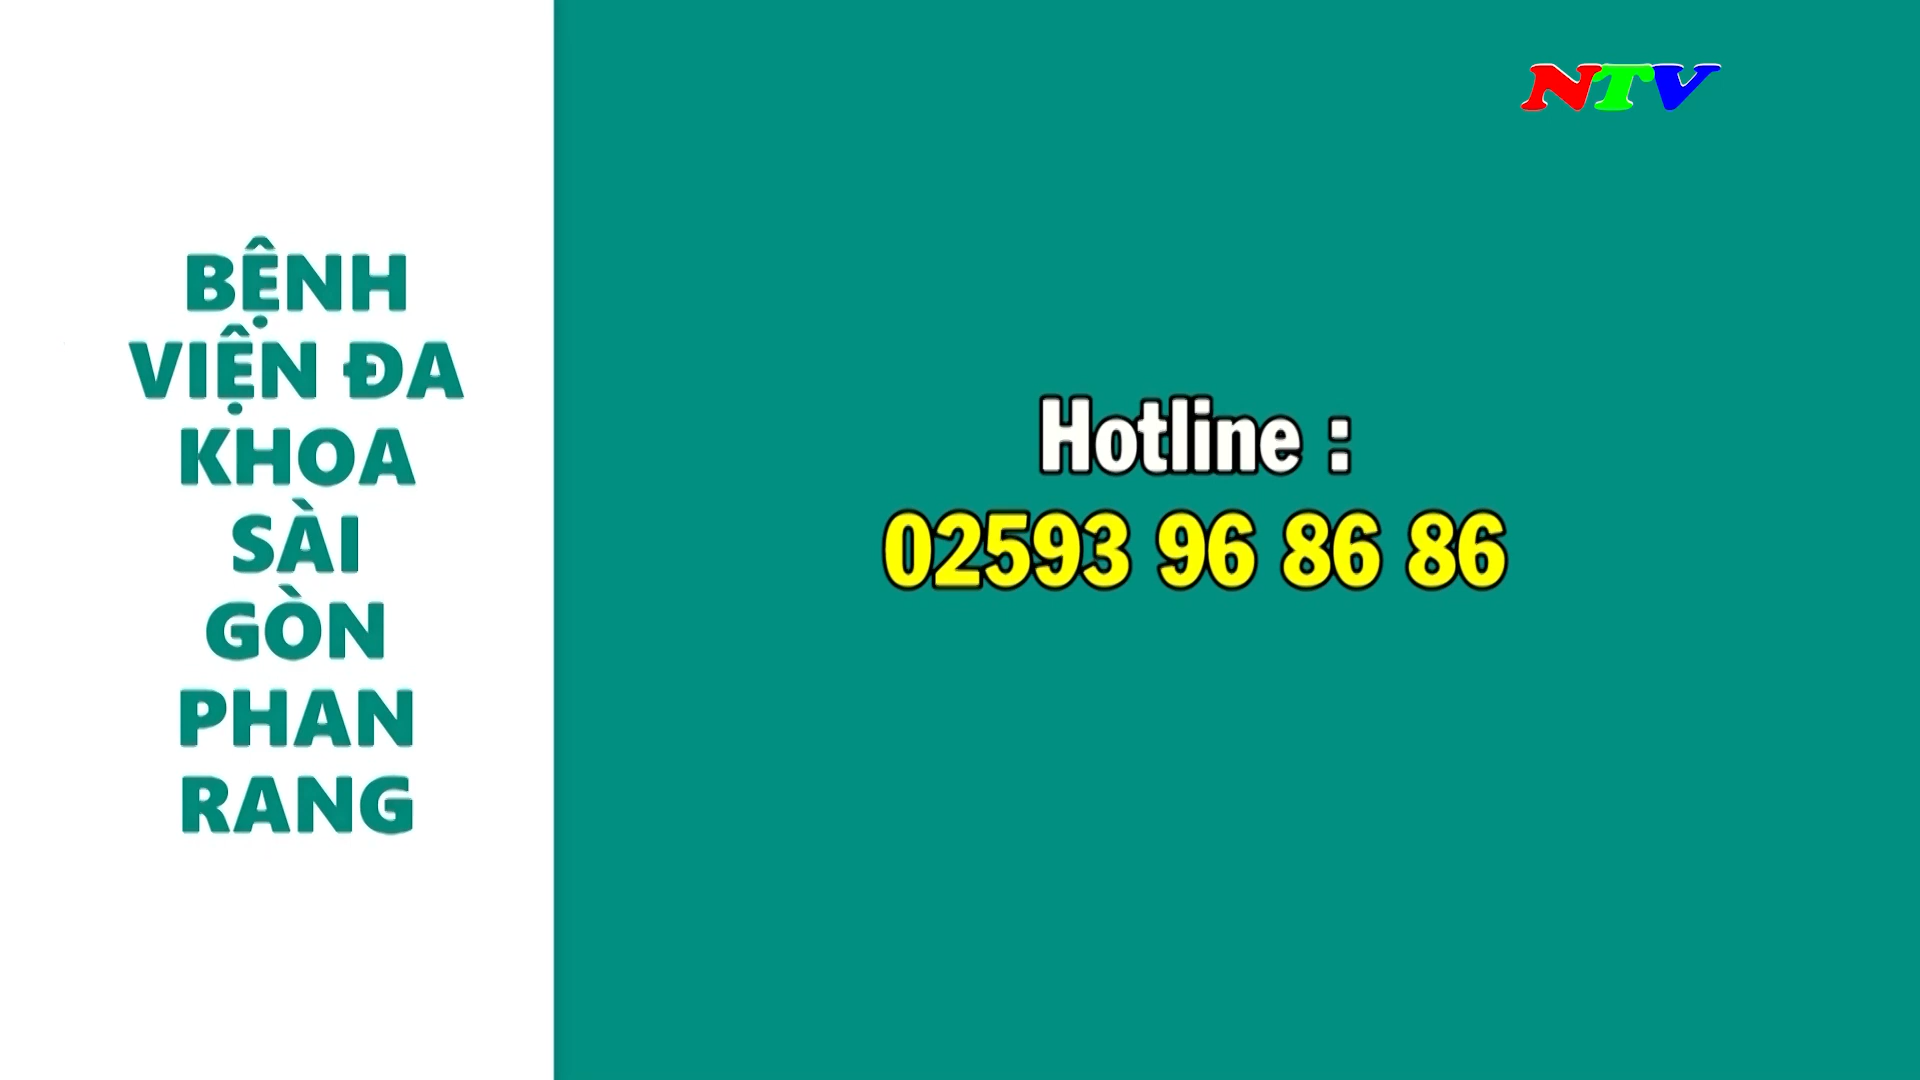 NTV
BỆNH
VIỆN ĐA
KHOA
SÀI
GÒN
PHAN
RANG
Hotline :
02593 96 86 86